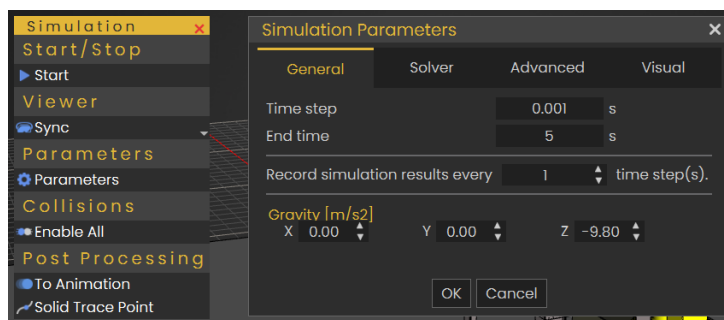 Simulation
Start/Stop
Start
Viewer
Sync
Parameters
Parameters
Collisions
Enable All
Post Processing
To Animation
Solid Trace Point
Simulation Parameters
General Solver Advanced Visual
Time step 0.001 s
End time 5 s
Record simulation results every 1 time step(s).
Gravity [m/s2]
X 0.00 Y 0.00 Z -9.80
OK Cancel